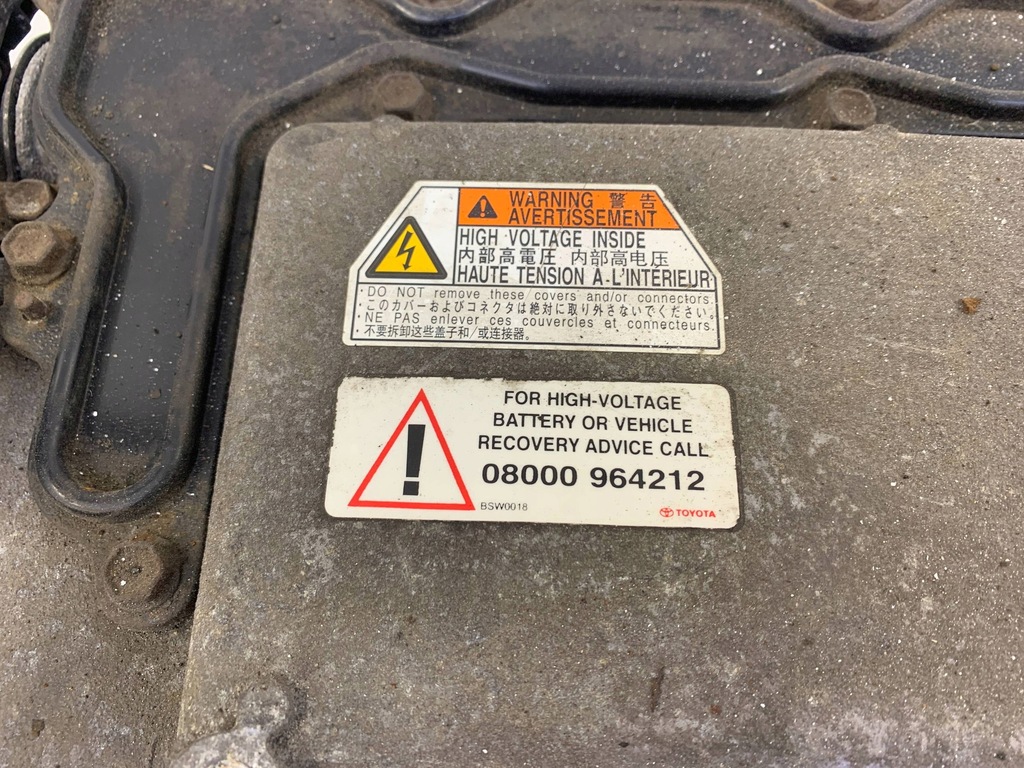 WARNING 警告
AVERTISSEMENT
HIGH VOLTAGE INSIDE
内部高電圧 内部高电压
HAUTE TENSION A-L'INTÉRIEUR
・DO NOT remove these covers and/or connectors.
・このカバーおよびコネクタは絶対に取り外さないでください。
・NE PAS enlever ces couvercles et connecteurs.
・不要拆卸这些盖子和/或连接器。
FOR HIGH-VOLTAGE
BATTERY OR VEHICLE
RECOVERY ADVICE CALL
08000 964212
BSW0018
TOYOTA